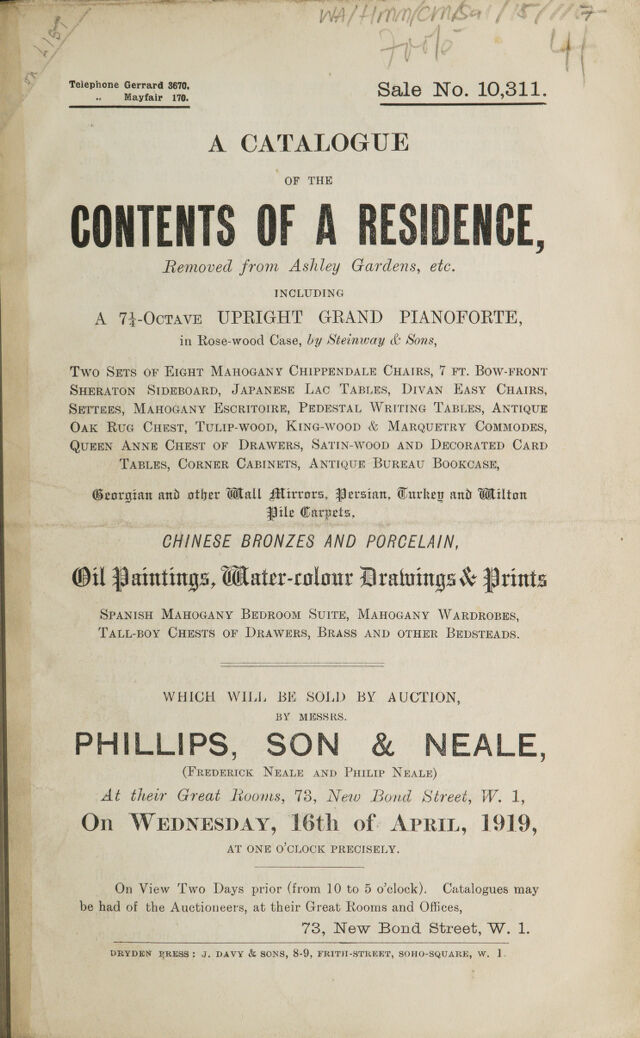 on list
WA/HMM/CM/Sal/15/1167
4/
Telephone Gerrard 3670.
„ Mayfair 170.
Sale No. 10,311.
A CATALOGUE
OF THE
CONTENTS OF A RESIDENCE,
Removed from Ashley Gardens, etc.
INCLUDING
A 7¼-OCTAVE UPRIGHT GRAND PIANOFORTE,
in Rose-wood Case, by Steinway & Sons,
TWO SETS OF EIGHT MAHOGANY CHIPPENDALE CHAIRS, 7 FT. BOW-FRONT
SHERATON SIDEBOARD, JAPANESE LAC TABLES, DIVAN EASY CHAIRS,
SETTEES, MAHOGANY ESCRITOIRE, PEDESTAL WRITING TABLES, ANTIQUE
OAK RUG CHEST, TULIP-WOOD, KING-WOOD & MARQUETRY COMMODES,
QUEEN ANNE CHEST OF DRAWERS, SATIN-WOOD AND DECORATED CARD
TABLES, CORNER CABINETS, ANTIQUE BUREAU BOOKCASE,
Georgian and other Wall Mirrors, Persian, Turkey and Wilton
Pile Carpets,
CHINESE BRONZES AND PORCELAIN,
Oil Paintings, Water-colour Drawings & Prints
SPANISH MAHOGANY BEDROOM SUITE, MAHOGANY WARDROBES,
TALL-BOY CHESTS OF DRAWERS, BRASS AND OTHER BEDSTEADS.
WHICH WILL BE SOLD BY AUCTION,
BY MESSRS.
PHILLIPS, SON & NEALE,
(FREDERICK NEALE AND PHILIP NEALE)
At their Great Rooms, 73, New Bond Street, W. 1,
On WEDNESDAY, 16th of APRIL, 1919,
AT ONE O'CLOCK PRECISELY.
On View Two Days prior (from 10 to 5 o'clock). Catalogues may
be had of the Auctioneers, at their Great Rooms and Offices,
73, New Bond Street, W. 1.
DRYDEN PRESS: J. DAVY & SONS, 8-9, FRITH-STREET, SOHO-SQUARE, W. 1.